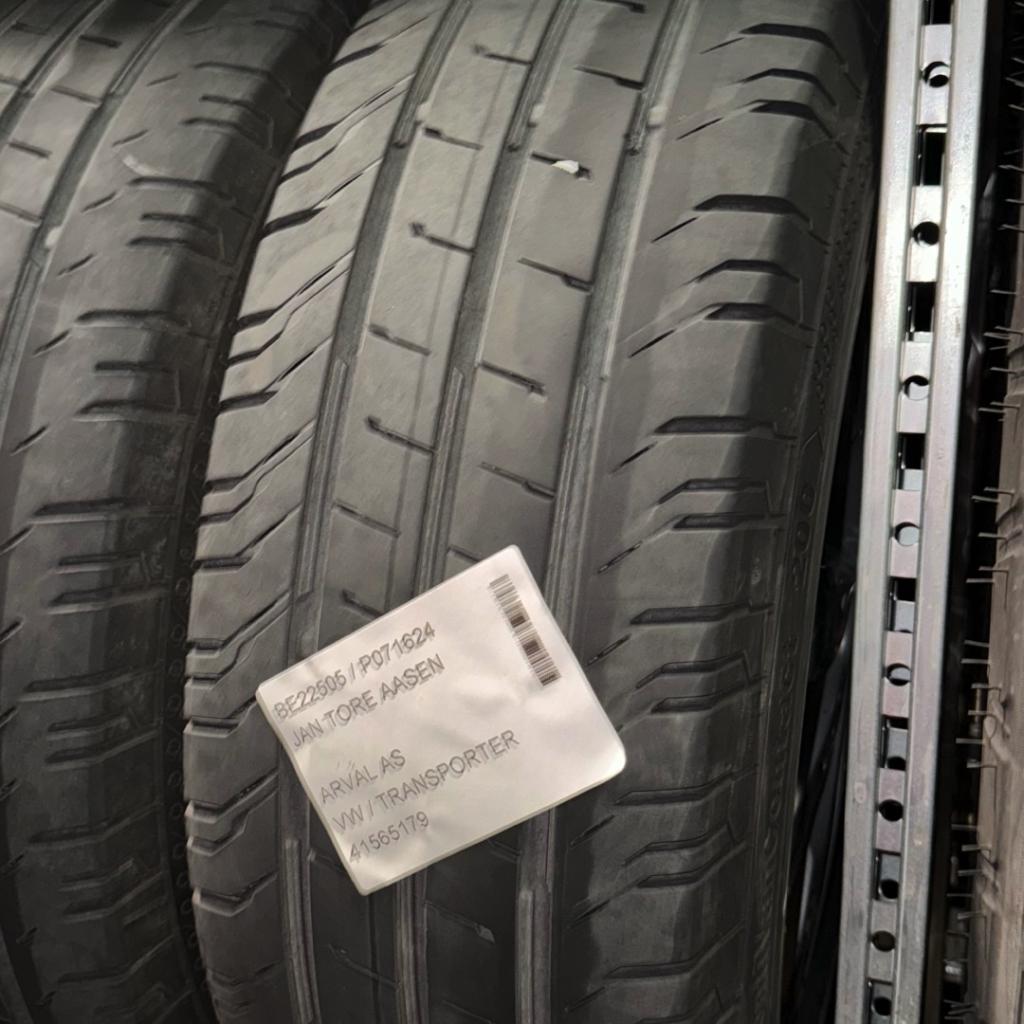 BE22505 / P071624
JAN TORE AASEN
ARVAL AS
VW / TRANSPORTER
41565179